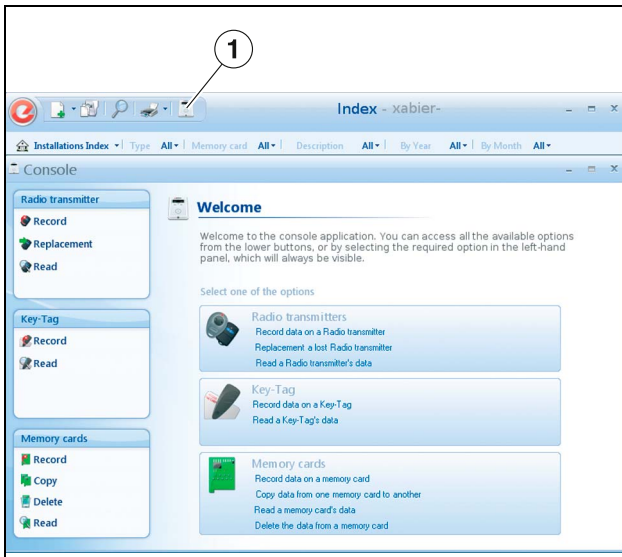 1
Index - xabier-
Installations Index Type All Memory card All Description All By Year All By Month All
Console
Radio transmitter
Record
Replacement
Read
Key-Tag
Record
Read
Memory cards
Record
Copy
Delete
Read
Welcome
Welcome to the console application. You can access all the available options
from the lower buttons, or by selecting the required option in the left-hand
panel, which will always be visible.
Select one of the options
Radio transmitters
Record data on a Radio transmitter
Replacement a lost Radio transmitter
Read a Radio transmitter's data
Key-Tag
Record data on a Key-Tag
Read a Key-Tag's data
Memory cards
Record data on a memory card
Copy data from one memory card to another
Read a memory card's data
Delete the data from a memory card